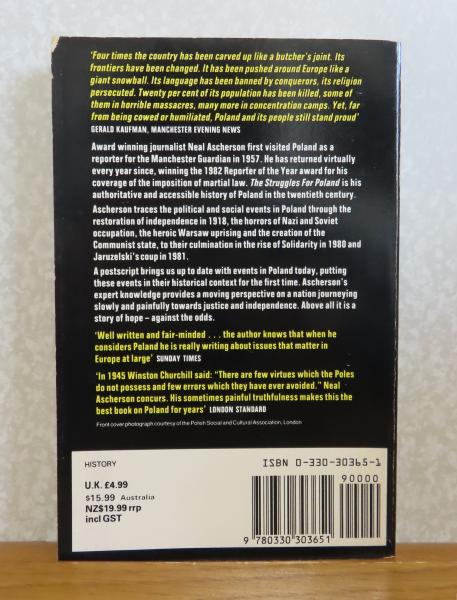 'Four times the country has been carved up like a butcher's joint. Its
frontiers have been changed. It has been pushed around Europe like a
giant snowball. Its language has been banned by conquerors, its religion
persecuted. Twenty per cent of its population has been killed, some of
them in horrible massacres, many more in concentration camps. Yet, far
from being cowed or humiliated, Poland and its people still stand proud'
GERALD KAUFMAN, MANCHESTER EVENING NEWS
Award winning journalist Neal Ascherson first visited Poland as a
reporter for the Manchester Guardian in 1957. He has returned virtually
every year since, winning the 1982 Reporter of the Year award for his
coverage of the imposition of martial law. The Struggles For Poland is his
authoritative and accessible history of Poland in the twentieth century.
Ascherson traces the political and social events in Poland through the
restoration of independence in 1918, the horrors of Nazi and Soviet
occupation, the heroic Warsaw uprising and the creation of the
Communist state, to their culmination in the rise of Solidarity in 1980 and
Jaruzelski's coup in 1981.
A postscript brings us up to date with events in Poland today, putting
these events in their historical context for the first time. Ascherson's
expert knowledge provides a moving perspective on a nation journeying
slowly and painfully towards justice and independence. Above all it is a
story of hope – against the odds.
'Well written and fair-minded . . . the author knows that when he
considers Poland he is really writing about issues that matter in
Europe at large' SUNDAY TIMES
'In 1945 Winston Churchill said: "There are few virtues which the Poles
do not possess and few errors which they have ever avoided." Neal
Ascherson concurs. His sometimes painful truthfulness makes this the
best book on Poland for years' LONDON STANDARD
Front cover photograph courtesy of the Polish Social and Cultural Association, London
HISTORY
U.K. £4.99
$15.99 Australia
NZ$19.99 rrp
incl GST
ISBN 0-330-30365-1
90000
9 780330 303651